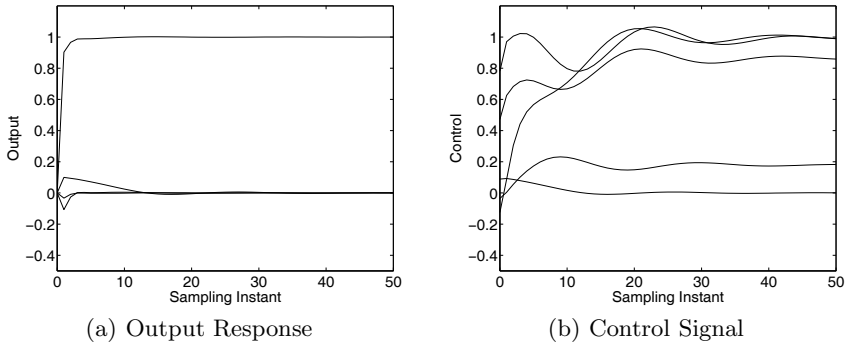 1
0.8
0.6
0.4
0.2
0
−0.2
−0.4
Output
0 10 20 30 40 50
Sampling Instant
(a) Output Response
1
0.8
0.6
0.4
0.2
0
−0.2
−0.4
Control
0 10 20 30 40 50
Sampling Instant
(b) Control Signal